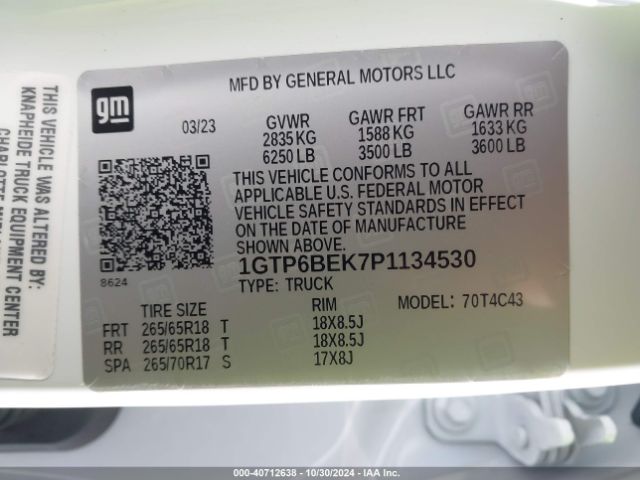 THIS VEHICLE WAS ALTERED BY:
KNAPHEIDE TRUCK EQUIPMENT CENTER
gm
MFD BY GENERAL MOTORS LLC
03/23
GVWR
2835 KG
6250 LB
GAWR FRT
1588 KG
3500 LB
GAWR RR
1633 KG
3600 LB
THIS VEHICLE CONFORMS TO ALL
APPLICABLE U.S. FEDERAL MOTOR
VEHICLE SAFETY STANDARDS IN EFFECT
ON THE DATE OF MANUFACTURE
SHOWN ABOVE.
8624
1GTP6BEK7P1134530
TYPE: TRUCK
MODEL: 70T4C43
TIRE SIZE RIM
FRT 265/65R18 T 18X8.5J
RR 265/65R18 T 18X8.5J
SPA 265/70R17 S 17X8J
000-40712638 - 10/30/2024 - IAAI.COM